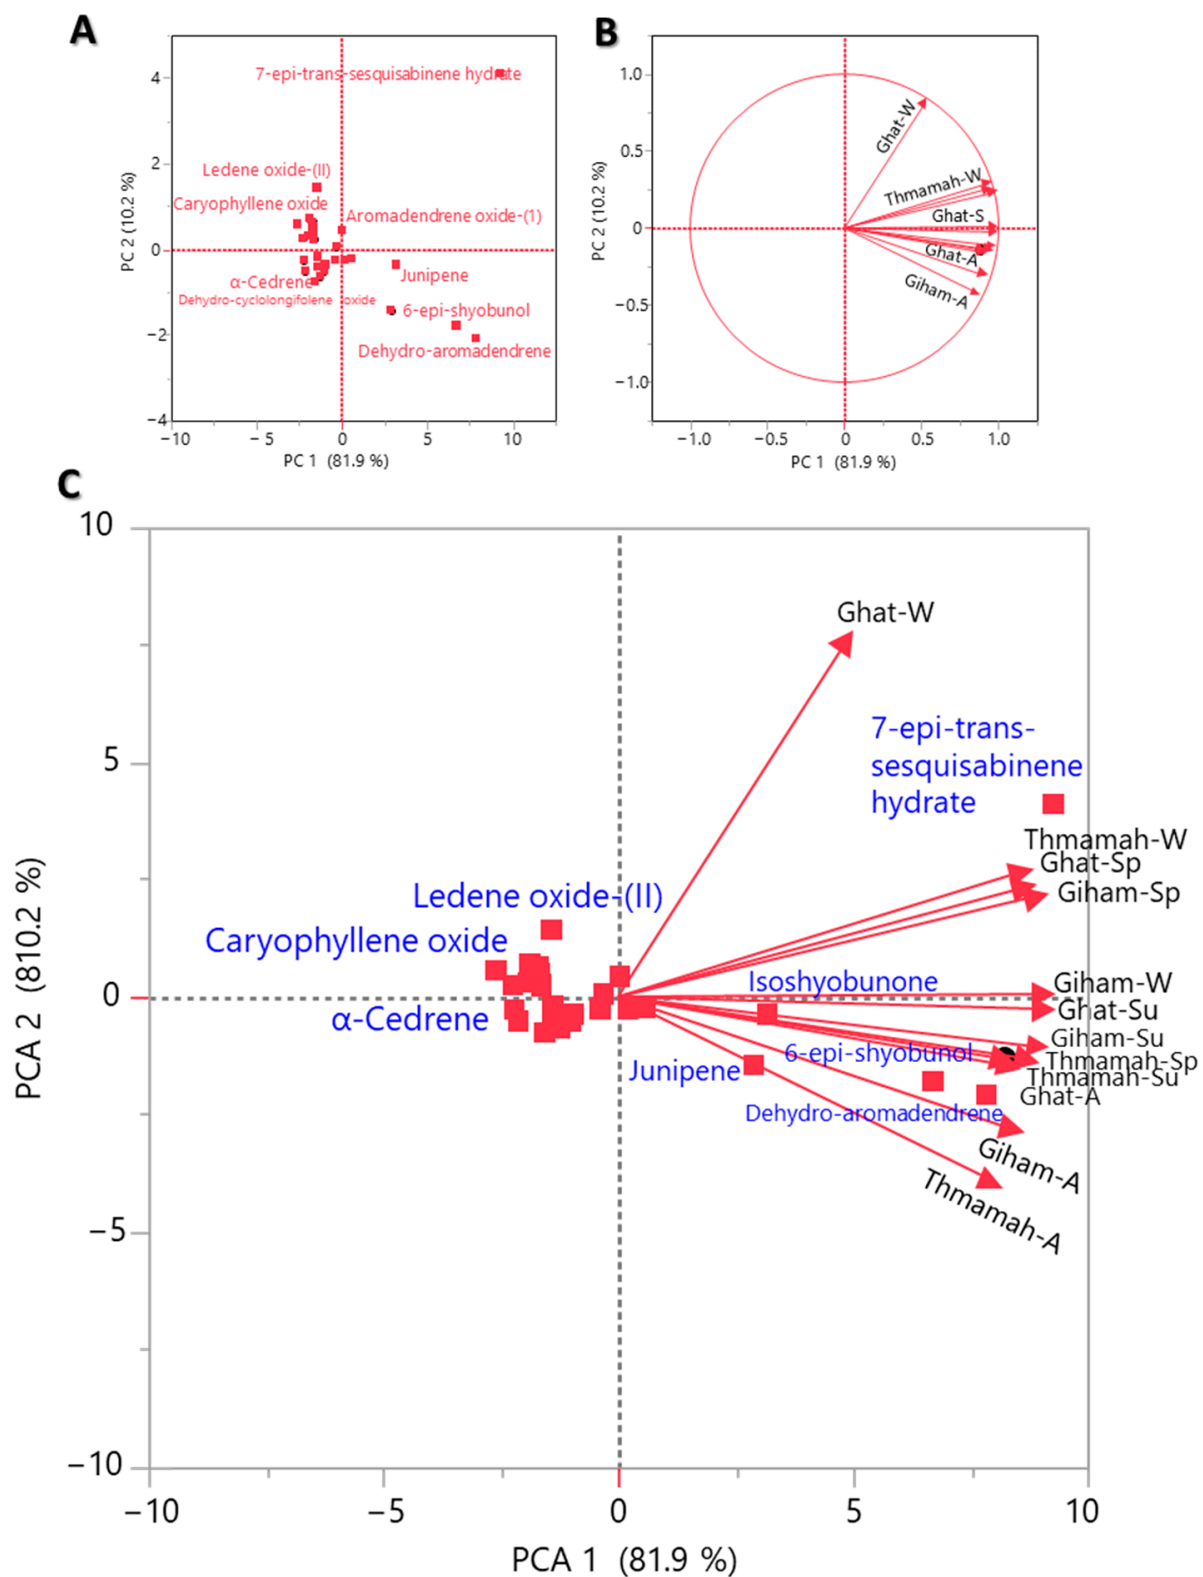 A
4
2
0
−2
−4
PC 2 (10.2 %)
7-epi-trans-sesquisabinene hydrate
Ledene oxide-(II)
Caryophyllene oxide
Aromadendrene oxide-(1)
α-Cedrene
Junipene
Dehydro-cyclolongifolene oxide
6-epi-shyobunol
Dehydro-aromadendrene
−10
−5
0
5
10
PC 1 (81.9 %)
B
1.0
0.5
0
−0.5
−1.0
PC 2 (10.2 %)
Ghat-W
Thmamah-W
Ghat-S
Ghat-A
Giham-A
−1.0
−0.5
0
0.5
1.0
PC 1 (81.9 %)
C
10
5
0
−5
−10
PCA 2 (810.2 %)
Ghat-W
7-epi-trans-
sesquisabinene
hydrate
Thmamah-W
Ghat-Sp
Giham-Sp
Ledene oxide-(II)
Caryophyllene oxide
Isoshyobunone
Giham-W
Ghat-Su
α-Cedrene
Giham-Su
6-epi-shyobunol
Thmamah-Sp
Junipene
Thmamah-Su
Ghat-A
Dehydro-aromadendrene
Giham-A
Thmamah-A
−10
−5
0
5
10
PCA 1 (81.9 %)